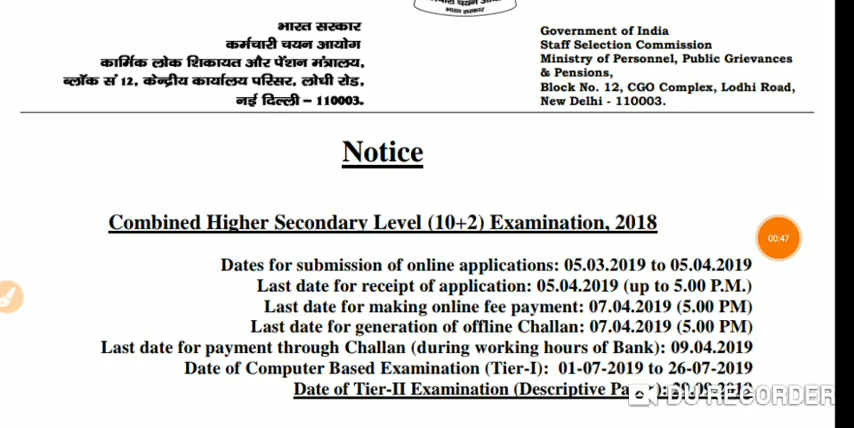 भारत सरकार
भारत सरकार
कर्मचारी चयन आयोग
कार्मिक लोक शिकायत और पेंशन मंत्रालय,
ब्लॉक सं 12, केन्द्रीय कार्यालय परिसर, लोधी रोड,
नई दिल्ली – 110003.
Government of India
Staff Selection Commission
Ministry of Personnel, Public Grievances
& Pensions,
Block No. 12, CGO Complex, Lodhi Road,
New Delhi - 110003.
Notice
Combined Higher Secondary Level (10+2) Examination, 2018
00:47
Dates for submission of online applications: 05.03.2019 to 05.04.2019
Last date for receipt of application: 05.04.2019 (up to 5.00 P.M.)
Last date for making online fee payment: 07.04.2019 (5.00 PM)
Last date for generation of offline Challan: 07.04.2019 (5.00 PM)
Last date for payment through Challan (during working hours of Bank): 09.04.2019
Date of Computer Based Examination (Tier-I): 01-07-2019 to 26-07-2019
Date of Tier-II Examination (Descriptive
DU RECORDER